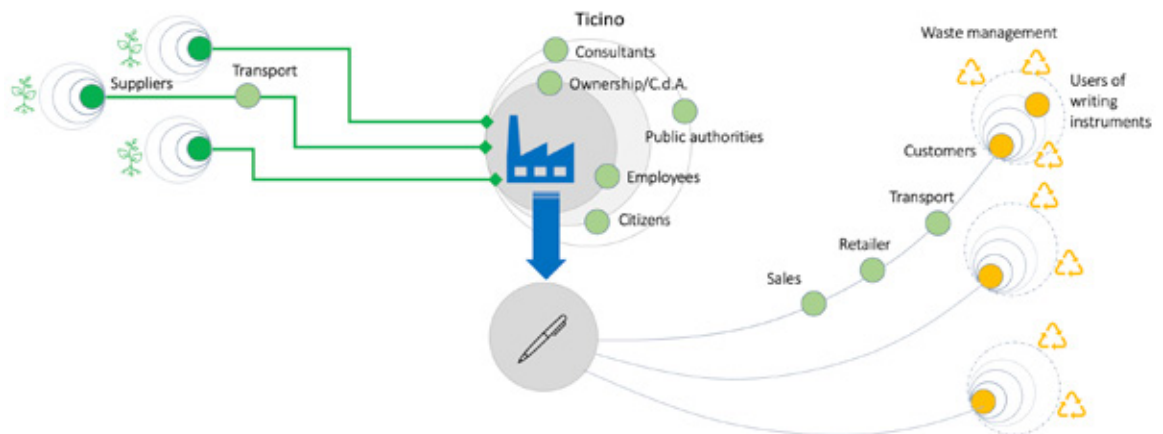 Ticino
Consultants
Ownership/C.d.A.
Public authorities
Employees
Citizens
Suppliers
Transport
Waste management
Users of
writing
instruments
Customers
Transport
Retailer
Sales